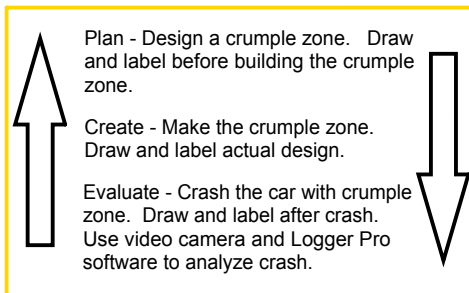 Plan - Design a crumple zone.   Draw
and label before building the crumple
zone.
Create - Make the crumple zone.
Draw and label actual design.
Evaluate - Crash the car with crumple
zone.  Draw and label after crash.
Use video camera and Logger Pro
software to analyze crash.